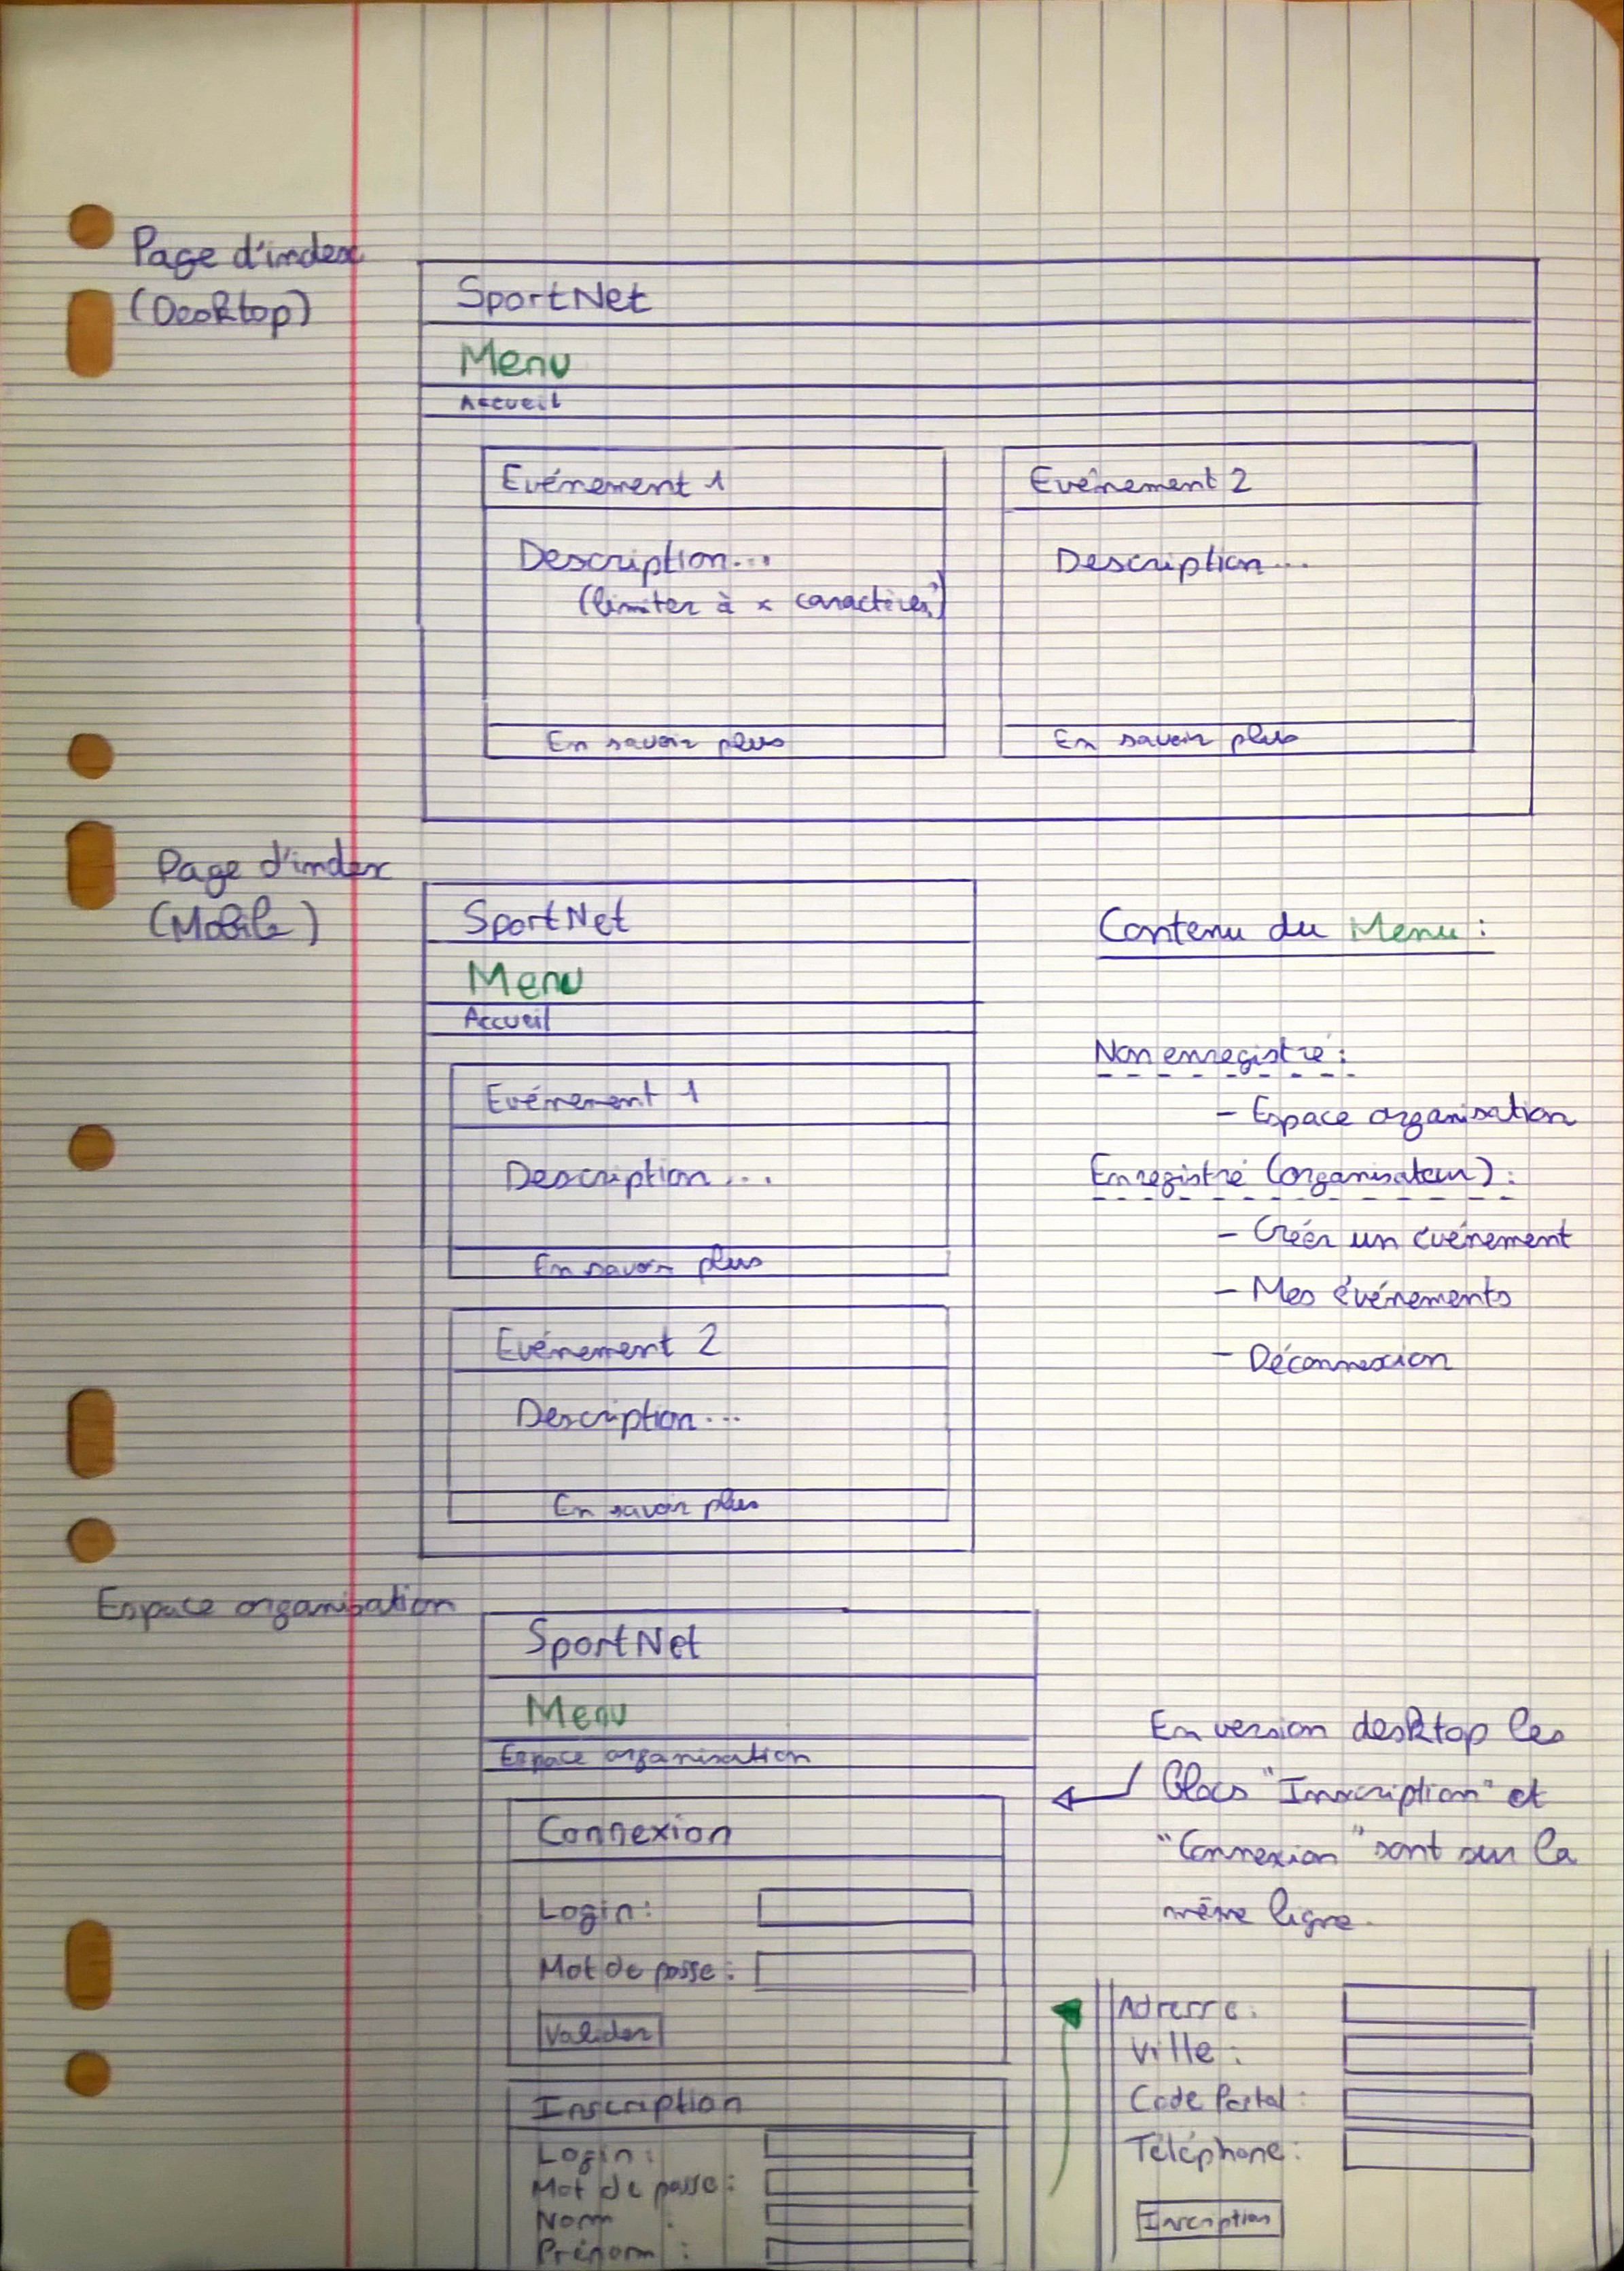 Page d'index
(Desktop)
SportNet
Menu
Accueil
Evénement 1
Description...
(limiter à x caractères)
En savoir plus
Evénement 2
Description...
En savoir plus
Page d'index
(Mobile)
SportNet
Menu
Accueil
Evénement 1
Description...
En savoir plus
Evénement 2
Description...
En savoir plus
Contenu du Menu :
Non enregistré :
- Espace organisation
Enregistré (organisateur) :
- Créer un événement
- Mes événements
- Déconnexion
Espace organisation
SportNet
Menu
Espace organisation
Connexion
Login :
Mot de passe :
Valider
Inscription
Login :
Mot de passe :
Nom :
Prénom :
En version desktop les
blocs "Inscription" et
"Connexion" sont sur la
même ligne.
Adresse :
Ville :
Code Postal :
Téléphone :
Inscription